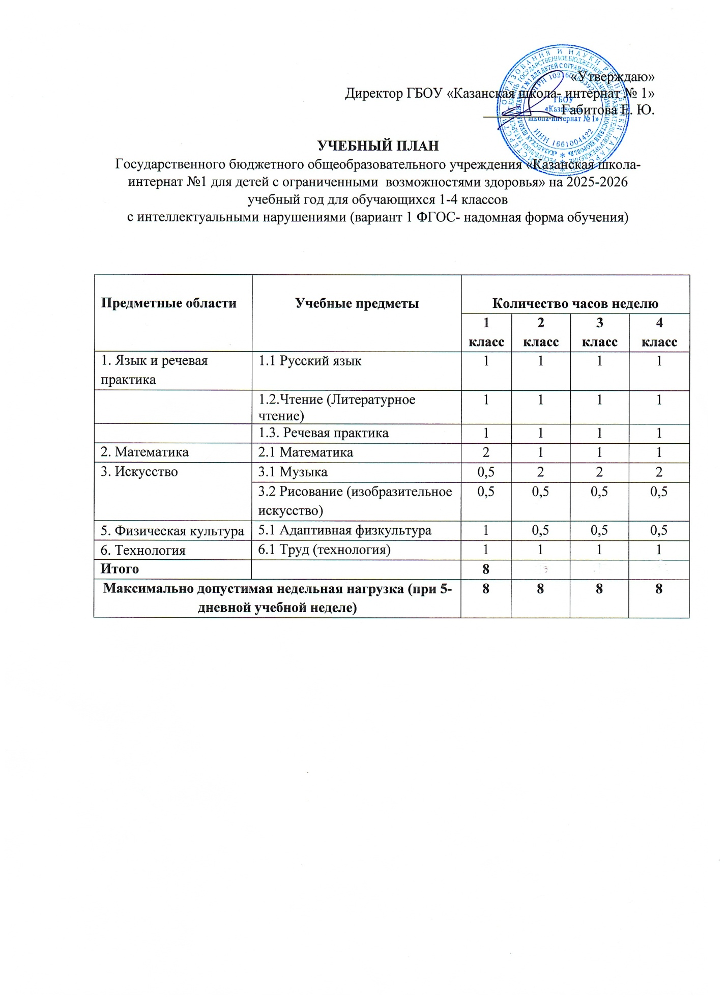 «Утверждаю»
Директор ГБОУ «Казанская школа- интернат № 1»
Габитова Е. Ю.
ГБОУ
«Казанская
школа-интернат № 1»
ИНН 1661004422
УЧЕБНЫЙ ПЛАН
Государственного бюджетного общеобразовательного учреждения «Казанская школа-
интернат №1 для детей с ограниченными возможностями здоровья» на 2025-2026
учебный год для обучающихся 1-4 классов
с интеллектуальными нарушениями (вариант 1 ФГОС- надомная форма обучения)
Предметные области Учебные предметы Количество часов неделю
1 2 3 4
класс класс класс класс
1. Язык и речевая 1.1 Русский язык 1 1 1 1
практика
1.2.Чтение (Литературное 1 1 1 1
чтение)
1.3. Речевая практика 1 1 1 1
2. Математика 2.1 Математика 2 1 1 1
3. Искусство 3.1 Музыка 0,5 2 2 2
3.2 Рисование (изобразительное 0,5 0,5 0,5 0,5
искусство)
5. Физическая культура 5.1 Адаптивная физкультура 1 0,5 0,5 0,5
6. Технология 6.1 Труд (технология) 1 1 1 1
Итого 8
Максимально допустимая недельная нагрузка (при 5- 8 8 8 8
дневной учебной неделе)